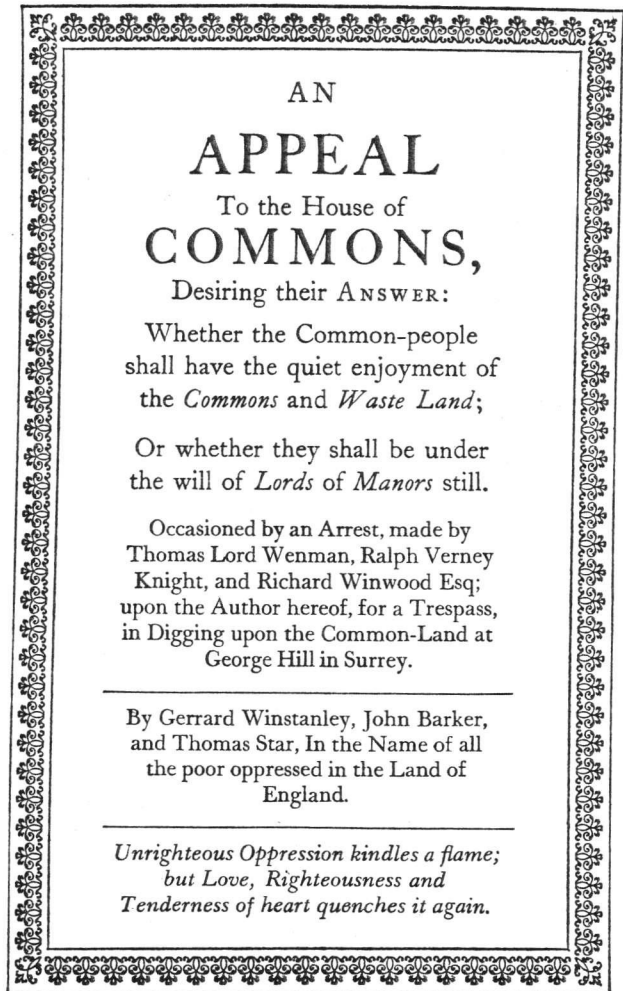 AN
APPEAL
To the House of
COMMONS,
Desiring their ANSWER:
Whether the Common-people
shall have the quiet enjoyment of
the Commons and Waste Land;
Or whether they shall be under
the will of Lords of Manors still.
Occasioned by an Arrest, made by
Thomas Lord Wenman, Ralph Verney
Knight, and Richard Winwood Esq;
upon the Author hereof, for a Trespass,
in Digging upon the Common-Land at
George Hill in Surrey.
By Gerrard Winstanley, John Barker,
and Thomas Star, In the Name of all
the poor oppressed in the Land of
England.
Unrighteous Oppression kindles a flame;
but Love, Righteousness and
Tenderness of heart quenches it again.